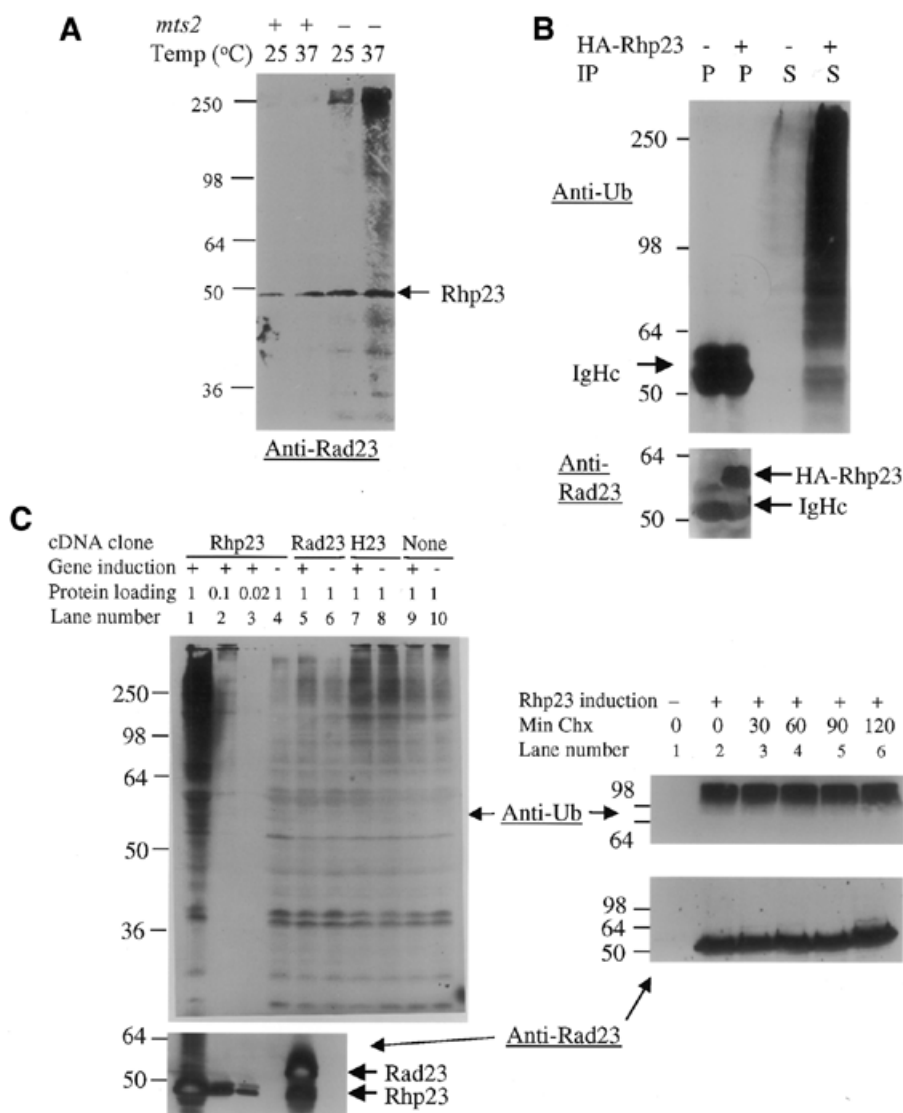 A
mts2 + + – –
Temp (°C) 25 37 25 37
250
98
64
50
36
Rhp23
Anti-Rad23
B
HA-Rhp23 - + - +
IP P P S S
250
Anti-Ub
98
64
IgHc
50
64
Anti-Rad23
HA-Rhp23
IgHc
50
C
cDNA clone Rhp23 Rad23 H23 None
Gene induction + + + - + - + - + -
Protein loading 1 0.1 0.02 1 1 1 1 1 1 1
Lane number 1 2 3 4 5 6 7 8 9 10
250
98
64
50
36
Anti-Ub
64
50
Rad23
Rhp23
Anti-Rad23
Rhp23 induction – + + + + +
Min Chx 0 0 30 60 90 120
Lane number 1 2 3 4 5 6
98
64
98
64
50